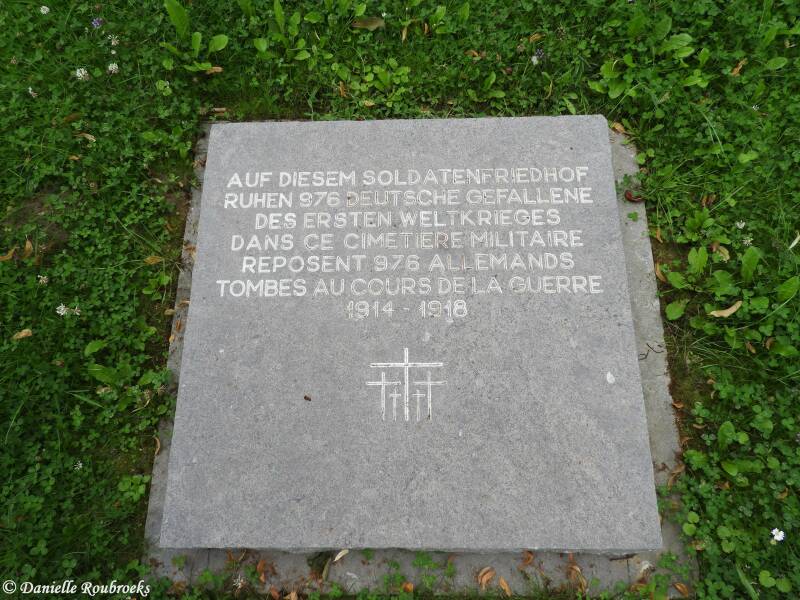 AUF DIESEM SOLDATENFRIEDHOF
RUHEN 976 DEUTSCHE GEFALLENE
DES ERSTEN WELTKRIEGES
DANS CE CIMETIERE MILITAIRE
REPOSENT 976 ALLEMANDS
TOMBES AU COURS DE LA GUERRE
1914 - 1918
© Danielle Roubroeks